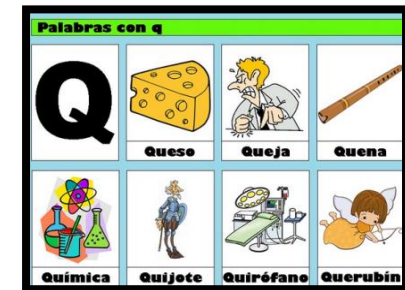 Palabras con q
Q
Queso
Queja
Quena
Química
Quijote
Quirófano
Querubín